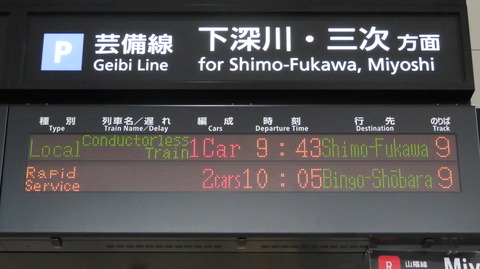 P 芸備線 下深川・三次 方面
Geibi Line for Shimo-Fukawa, Miyoshi
種別 列車名/遅れ 編成 時刻 行先 のりば
Type Train Name/Delay Cars Departure Time Destination Track
Local Conductorless Train 1Car 9:43 Shimo-Fukawa 9
Rapid Service 2cars 10:05 Bingo-Shōbara 9
R 山陽線 Miy